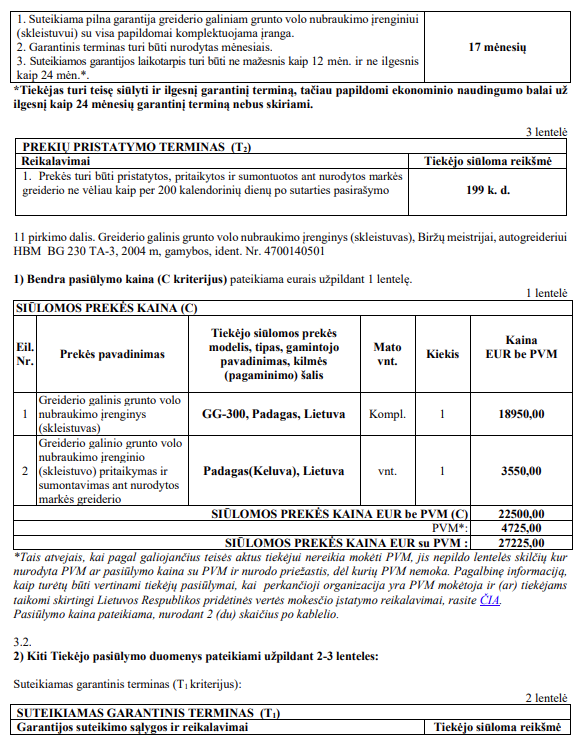 1. Suteikiama pilna garantija greiderio galiniam grunto volo nubraukimo įrenginiui
(skleistuvui) su visa papildomai komplektuojama įranga.
2. Garantinis terminas turi būti nurodytas mėnesiais.
3. Suteikiamos garantijos laikotarpis turi būti ne mažesnis kaip 12 mėn. ir ne ilgesnis
kaip 24 mėn.*.
17 mėnesių
*Tiekėjas turi teisę siūlyti ir ilgesnį garantinį terminą, tačiau papildomi ekonominio naudingumo balai už
ilgesnį kaip 24 mėnesių garantinį terminą nebus skiriami.
3 lentelė
PREKIŲ PRISTATYMO TERMINAS (T2)
Reikalavimai
Tiekėjo siūloma reikšmė
1. Prekės turi būti pristatytos, pritaikytos ir sumontuotos ant nurodytos markės
greiderio ne vėliau kaip per 200 kalendorinių dienų po sutarties pasirašymo
199 k. d.
11 pirkimo dalis. Greiderio galinis grunto volo nubraukimo įrenginys (skleistuvas), Biržų meistrijai, autogreideriui
HBM BG 230 TA-3, 2004 m, gamybos, ident. Nr. 4700140501
1) Bendra pasiūlymo kaina (C kriterijus) pateikiama eurais užpildant 1 lentelę.
1 lentelė
SIŪLOMOS PREKĖS KAINA (C)
Eil.
Nr.
Prekės pavadinimas
Tiekėjo siūlomos prekės
modelis, tipas, gamintojo
pavadinimas, kilmės
(pagaminimo) šalis
Mato
vnt.
Kiekis
Kaina
EUR be PVM
1
Greiderio galinis grunto volo
nubraukimo įrenginys
(skleistuvas)
GG-300, Padagas, Lietuva
Kompl.
1
18950,00
2
Greiderio galinio grunto volo
nubraukimo įrenginio
(skleistuvo) pritaikymas ir
sumontavimas ant nurodytos
markės greiderio
Padagas(Keluva), Lietuva
vnt.
1
3550,00
SIŪLOMOS PREKĖS KAINA EUR be PVM (C)
22500,00
PVM*:
4725,00
SIŪLOMOS PREKĖS KAINA EUR su PVM :
27225,00
*Tais atvejais, kai pagal galiojančius teisės aktus tiekėjui nereikia mokėti PVM, jis nepildo lentelės skilčių kur
nurodyta PVM ar pasiūlymo kaina su PVM ir nurodo priežastis, dėl kurių PVM nemoka. Pagalbinę informaciją,
kaip turėtų būti vertinami tiekėjų pasiūlymai, kai perkančioji organizacija yra PVM mokėtoja ir (ar) tiekėjams
taikomi skirtingi Lietuvos Respublikos pridėtinės vertės mokesčio įstatymo reikalavimai, rasite ČIA.
Pasiūlymo kaina pateikiama, nurodant 2 (du) skaičius po kablelio.
3.2.
2) Kiti Tiekėjo pasiūlymo duomenys pateikiami užpildant 2-3 lenteles:
Suteikiamas garantinis terminas (T1 kriterijus):
2 lentelė
SUTEIKIAMAS GARANTINIS TERMINAS (T1)
Garantijos suteikimo sąlygos ir reikalavimai
Tiekėjo siūloma reikšmė